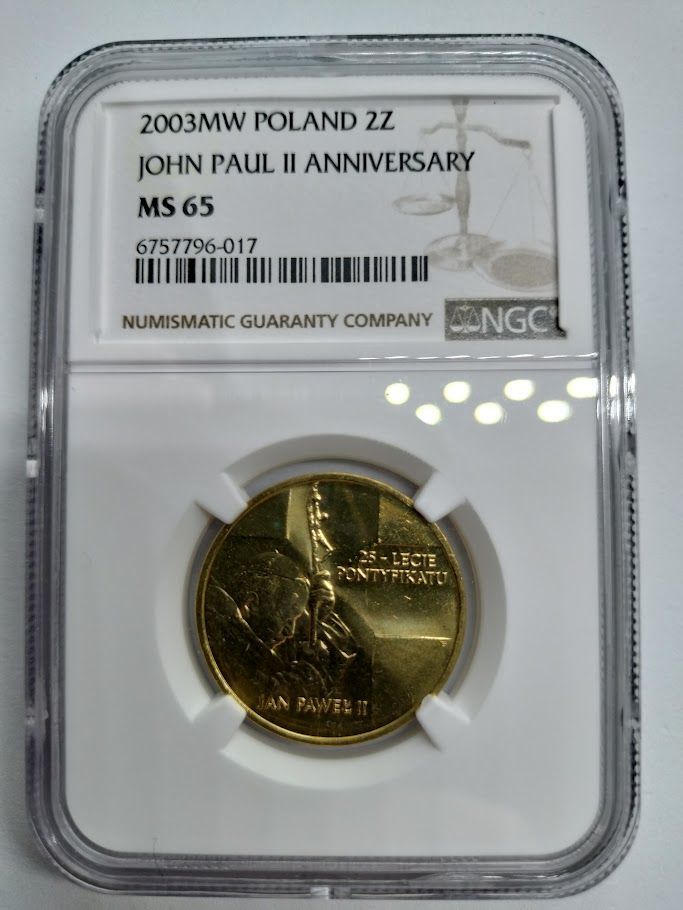 2003MW POLAND 2Z
JOHN PAUL II ANNIVERSARY
MS 65
6757796-017
NUMISMATIC GUARANTY COMPANY NGC
25-LECIE
PONTYFIKATU
JAN PAWEŁ II